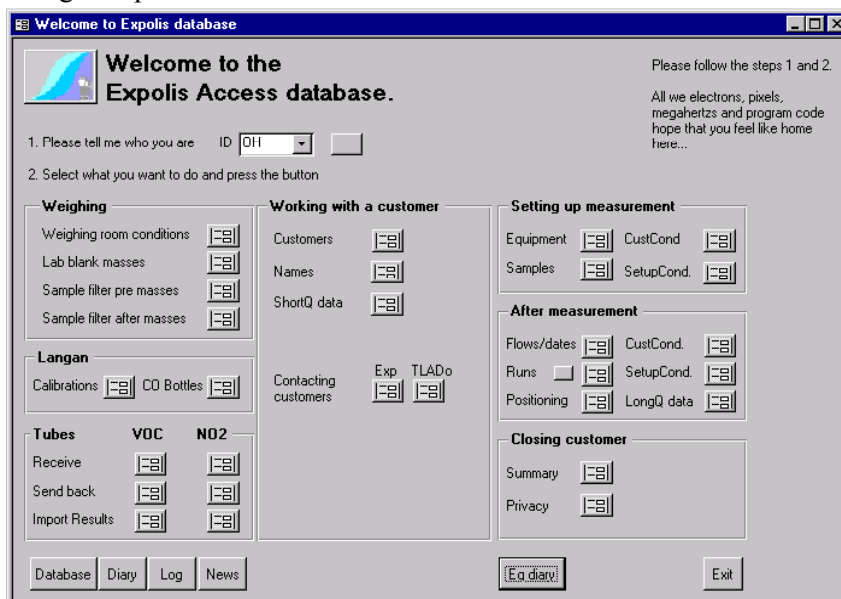 Welcome to Expolis database
Welcome to the
Expolis Access database.
Please follow the steps 1 and 2.
All we electrons, pixels,
megahertzs and program code
hope that you feel like home
here...
1. Please tell me who you are ID OH
2. Select what you want to do and press the button
Weighing
Weighing room conditions
Lab blank masses
Sample filter pre masses
Sample filter after masses
Langan
Calibrations CO Bottles
Tubes VOC NO2
Receive
Send back
Import Results
Working with a customer
Customers
Names
ShortQ data
Exp TLADo
Contacting
customers
Setting up measurement
Equipment CustCond
Samples SetupCond.
After measurement
Flows/dates CustCond.
Runs SetupCond.
Positioning LongQ data
Closing customer
Summary
Privacy
Database Diary Log News Eq diary Exit